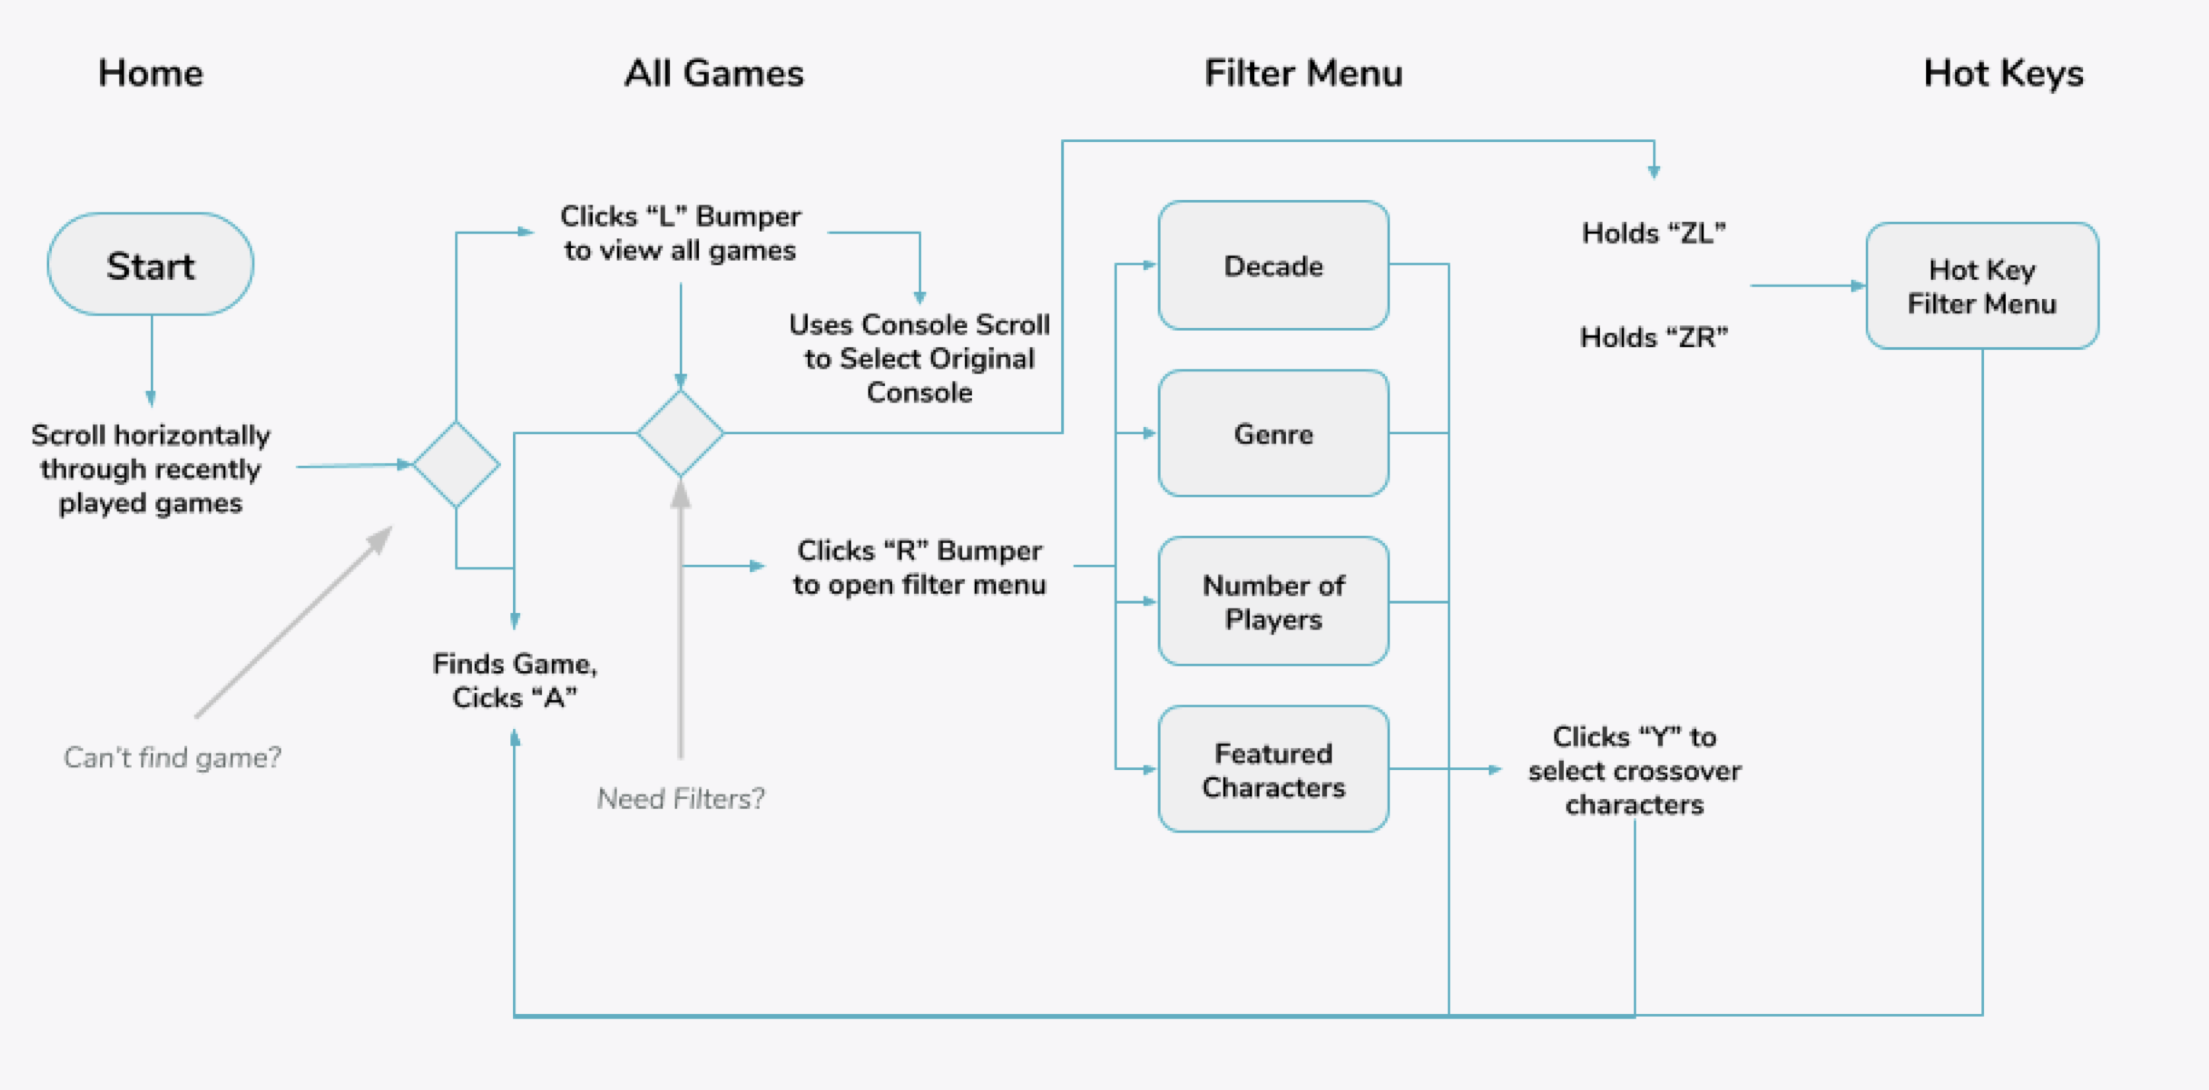 Home
All Games
Filter Menu
Hot Keys
Start
Scroll horizontally
through recently
played games
Can't find game?
Clicks “L” Bumper
to view all games
Uses Console Scroll
to Select Original
Console
Clicks “R” Bumper
to open filter menu
Finds Game,
Cicks “A”
Need Filters?
Decade
Genre
Number of
Players
Featured
Characters
Holds “ZL”
Holds “ZR”
Clicks “Y” to
select crossover
characters
Hot Key
Filter Menu